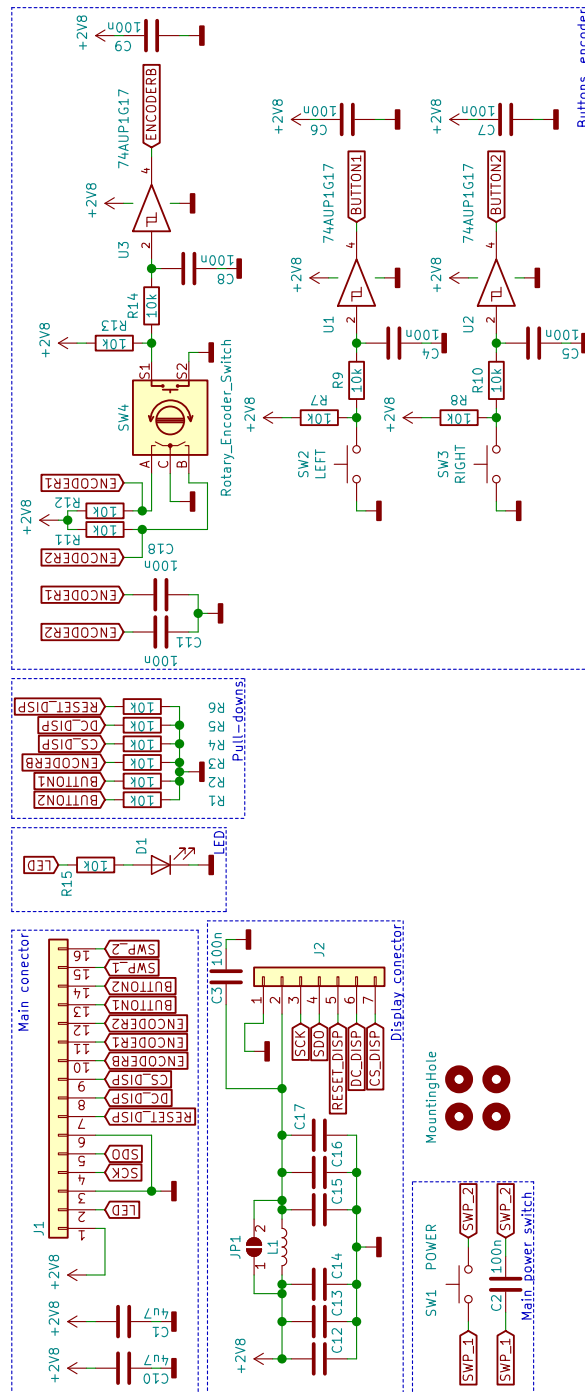 Buttons, encoder
+2V8
100n
C9
ENCODERB
74AUP1G17
4
+2V8
U3
2
100n
C8
R14
10k
+2V8
R13
10k
S1
S2
SW4
Rotary_Encoder_Switch
A
C
B
ENCODER1
R12
10k
+2V8
10k
R11
ENCODER2
C18
100n
ENCODER1
ENCODER2
C11
100n
+2V8
100n
C6
BUTTON1
74AUP1G17
4
+2V8
U1
2
100n
C4
R9
10k
+2V8
R7
10k
SW2
LEFT
+2V8
100n
C7
BUTTON2
74AUP1G17
4
+2V8
U2
2
100n
C5
R10
10k
+2V8
R8
10k
SW3
RIGHT
Pull-downs
RESET_DISP
10k
R6
DC_DISP
10k
R5
CS_DISP
10k
R4
ENCODERB
10k
R3
BUTTON1
10k
R2
BUTTON2
10k
R1
LED
LED
R15
10k
D1
Main conector
J1
16
SWP_2
15
SWP_1
14
BUTTON2
13
BUTTON1
12
ENCODER2
11
ENCODER1
10
ENCODERB
9
CS_DISP
8
DC_DISP
7
RESET_DISP
6
5
SDO
4
SCK
3
2
LED
1
+2V8
+2V8
4u7
C1
+2V8
4u7
C10
Display conector
100n
C3
J2
1
2
3
4
5
6
7
SCK
SDO
RESET_DISP
DC_DISP
CS_DISP
C17
C16
C15
JP1
2
1
L1
C14
C13
C12
+2V8
MountingHole
Main power switch
SWP_2
SWP_2
SW1
POWER
100n
C2
SWP_1
SWP_1